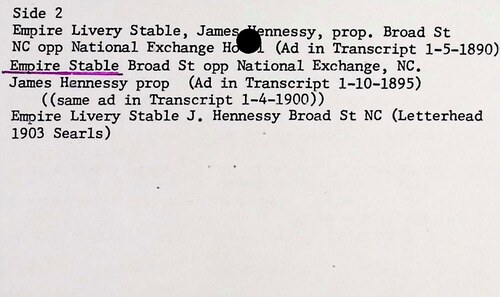 Side 2
Empire Livery Stable, James Hennessy, prop. Broad St
NC opp National Exchange (Ad in Transcript 1-5-1890)
Empire Stable Broad St opp National Exchange, NC.
James Hennessy prop (Ad in Transcript 1-10-1895)
((same ad in Transcript 1-4-1900))
Empire Livery Stable J. Hennessy Broad St NC (Letterhead
1903 Searls)